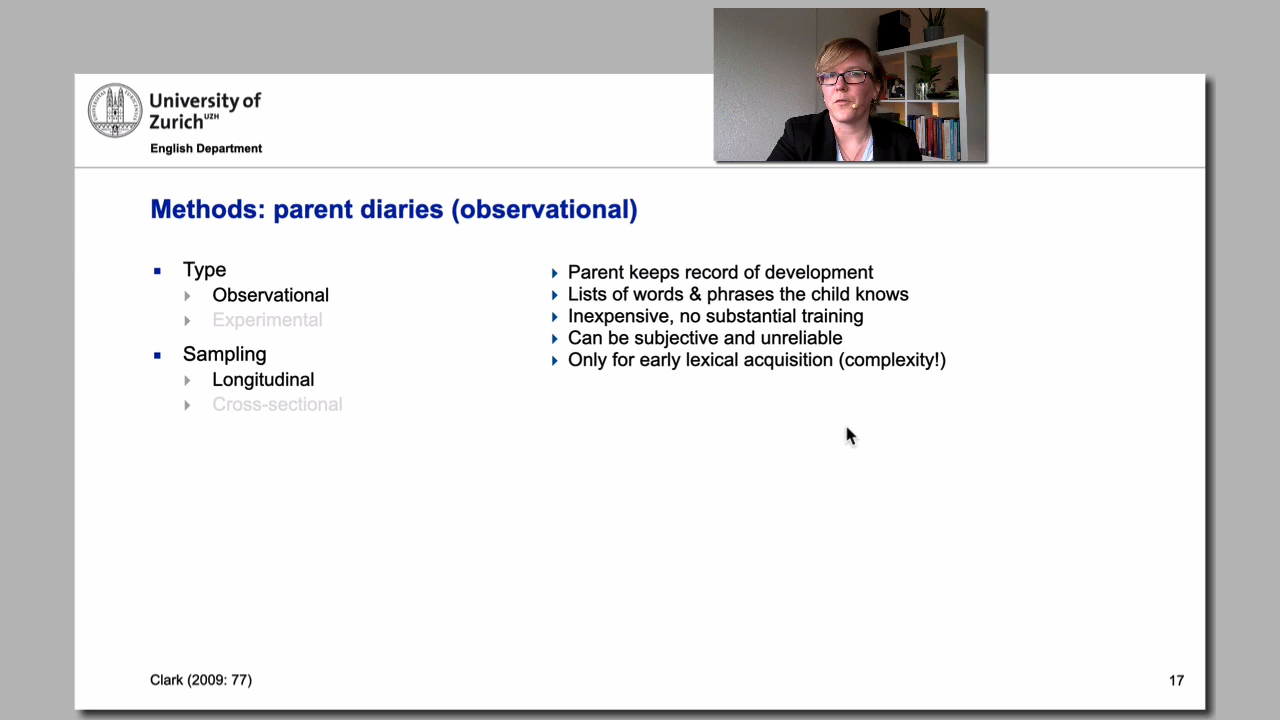 University of
Zurich UZH
English Department
Methods: parent diaries (observational)
Type
Observational
Experimental
Sampling
Longitudinal
Cross-sectional
Parent keeps record of development
Lists of words & phrases the child knows
Inexpensive, no substantial training
Can be subjective and unreliable
Only for early lexical acquisition (complexity!)
Clark (2009: 77)
17